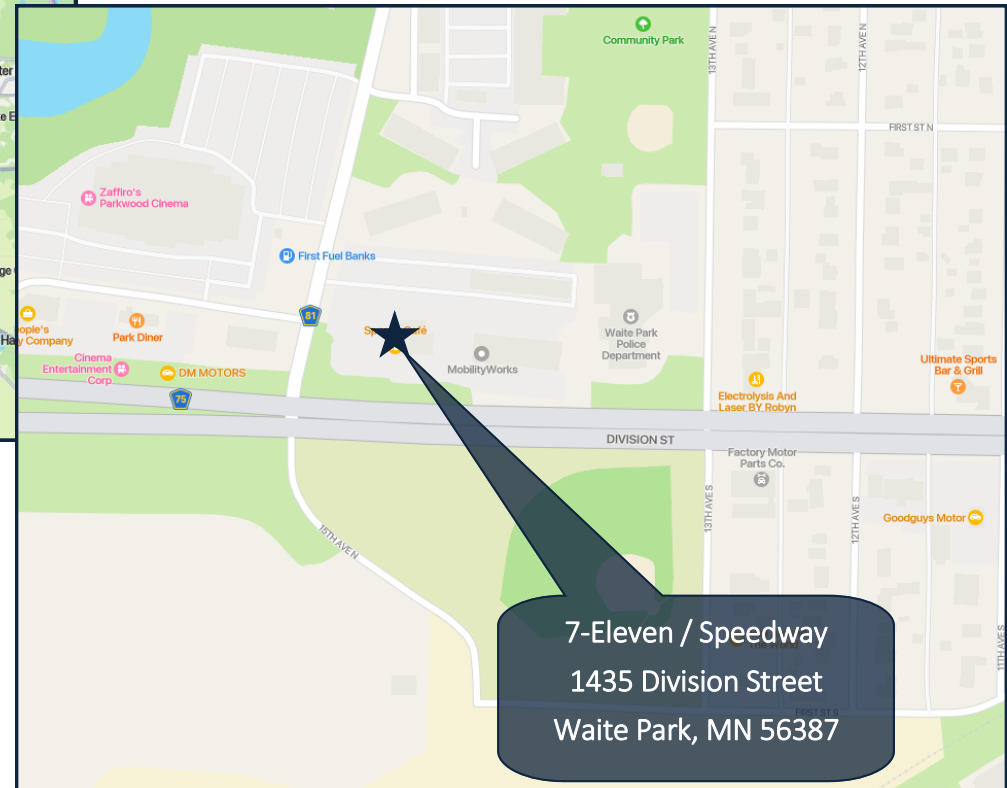 Community Park
13TH AVE N
12TH AVE N
FIRST ST N
Zaffiro's
Parkwood Cinema
First Fuel Banks
81
Park Diner
Waite Park
Police
Department
MobilityWorks
Cinema
Entertainment
Corp
DM MOTORS
75
Ultimate Sports
Bar & Grill
Electrolysis And
Laser BY Robyn
DIVISION ST
Factory Motor
Parts Co.
13TH AVE S
12TH AVE S
Goodguys Motor
15TH AVE N
11TH AVE S
7-Eleven / Speedway
The World
1435 Division Street
FIRST ST S
Waite Park, MN 56387